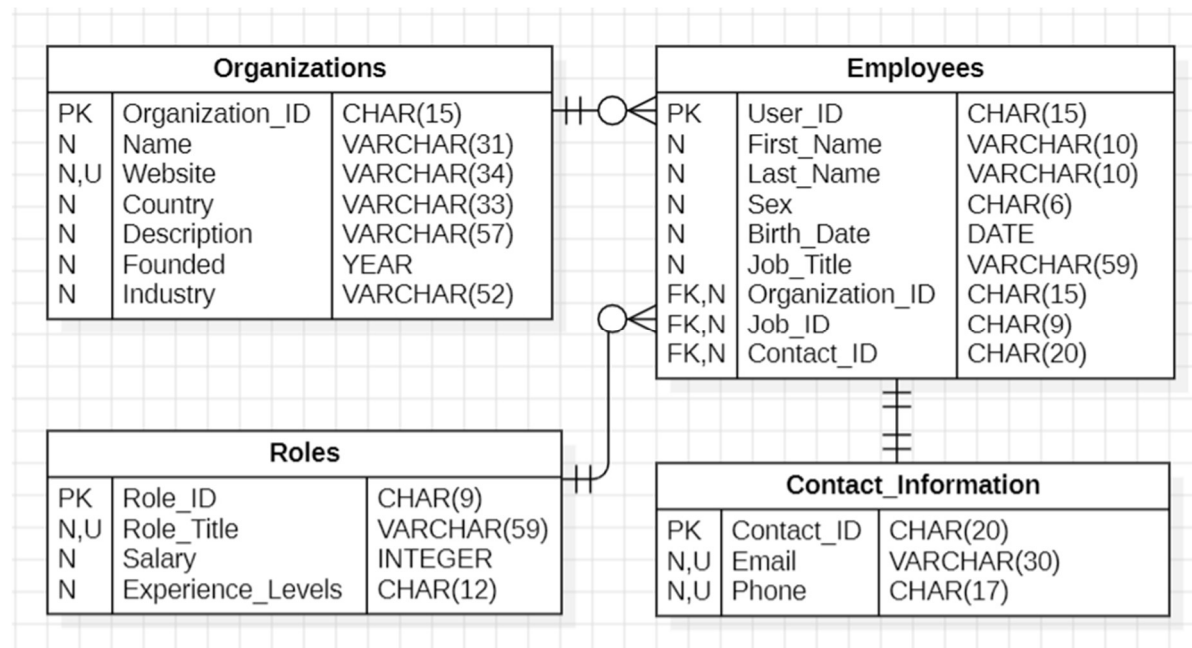 Organizations
PK Organization_ID CHAR(15)
N Name VARCHAR(31)
N,U Website VARCHAR(34)
N Country VARCHAR(33)
N Description VARCHAR(57)
N Founded YEAR
N Industry VARCHAR(52)
Employees
PK User_ID CHAR(15)
N First_Name VARCHAR(10)
N Last_Name VARCHAR(10)
N Sex CHAR(6)
N Birth_Date DATE
N Job_Title VARCHAR(59)
FK,N Organization_ID CHAR(15)
FK,N Job_ID CHAR(9)
FK,N Contact_ID CHAR(20)
Roles
PK Role_ID CHAR(9)
N,U Role_Title VARCHAR(59)
N Salary INTEGER
N Experience_Levels CHAR(12)
Contact_Information
PK Contact_ID CHAR(20)
N,U Email VARCHAR(30)
N,U Phone CHAR(17)